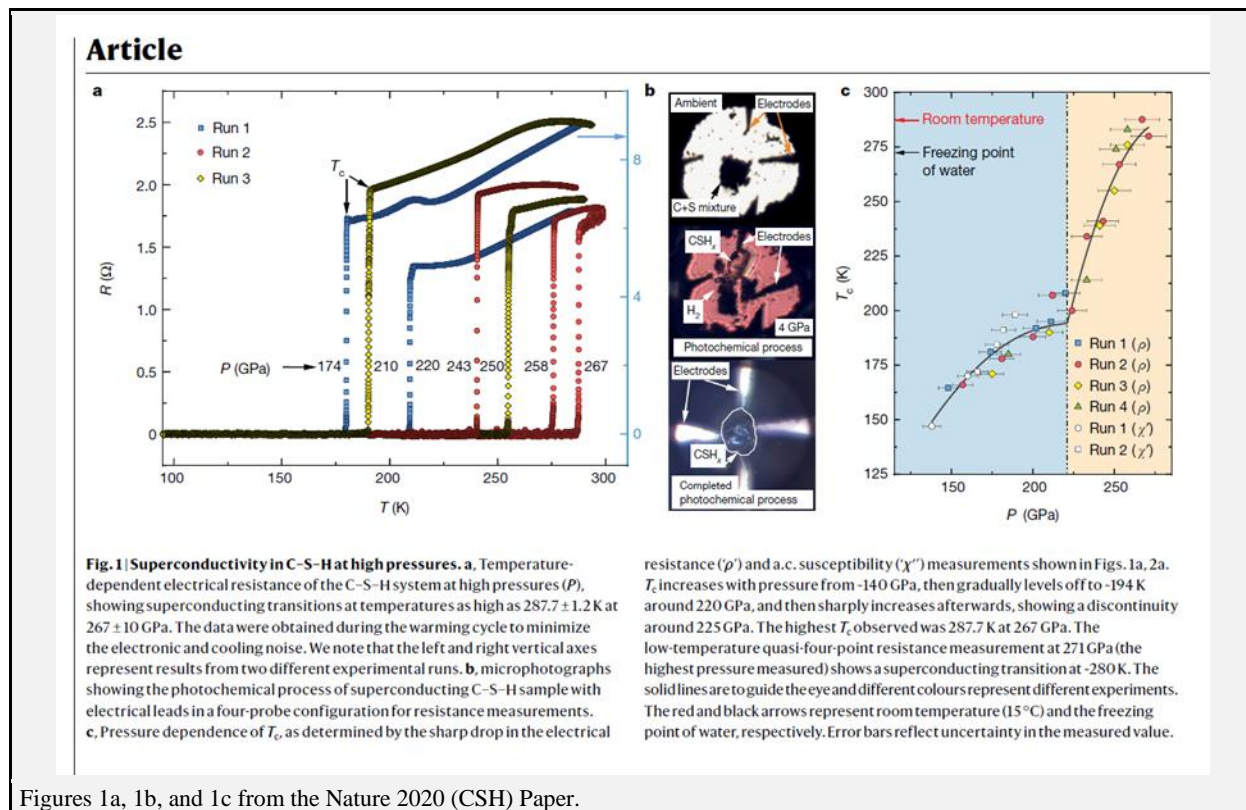 Article
a
Run 1
Run 2
Run 3
T_c
R (Ω)
2.5
2.0
1.5
1.0
0.5
0
8
4
0
P (GPa)
174
210
220
243
250
258
267
100
150
200
250
300
T (K)
b
Ambient
Electrodes
C+S mixture
CSH_x
Electrodes
H_2
4 GPa
Photochemical process
Electrodes
CSH_x
Completed
photochemical process
c
300
275
250
225
200
175
150
125
T_c (K)
Room temperature
Freezing point
of water
Run 1 (ρ)
Run 2 (ρ)
Run 3 (ρ)
Run 4 (ρ)
Run 1 (χ′)
Run 2 (χ′)
150
200
250
P (GPa)
Fig. 1 | Superconductivity in C–S–H at high pressures. a, Temperature-
dependent electrical resistance of the C–S–H system at high pressures (P),
showing superconducting transitions at temperatures as high as 287.7 ± 1.2 K at
267 ± 10 GPa. The data were obtained during the warming cycle to minimize
the electronic and cooling noise. We note that the left and right vertical axes
represent results from two different experimental runs. b, microphotographs
showing the photochemical process of superconducting C–S–H sample with
electrical leads in a four-probe configuration for resistance measurements.
c, Pressure dependence of T_c, as determined by the sharp drop in the electrical
resistance ('ρ') and a.c. susceptibility ('χ′') measurements shown in Figs. 1a, 2a.
T_c increases with pressure from ~140 GPa, then gradually levels off to ~194 K
around 220 GPa, and then sharply increases afterwards, showing a discontinuity
around 225 GPa. The highest T_c observed was 287.7 K at 267 GPa. The
low-temperature quasi-four-point resistance measurement at 271 GPa (the
highest pressure measured) shows a superconducting transition at ~280 K. The
solid lines are to guide the eye and different colours represent different experiments.
The red and black arrows represent room temperature (15 °C) and the freezing
point of water, respectively. Error bars reflect uncertainty in the measured value.
Figures 1a, 1b, and 1c from the Nature 2020 (CSH) Paper.